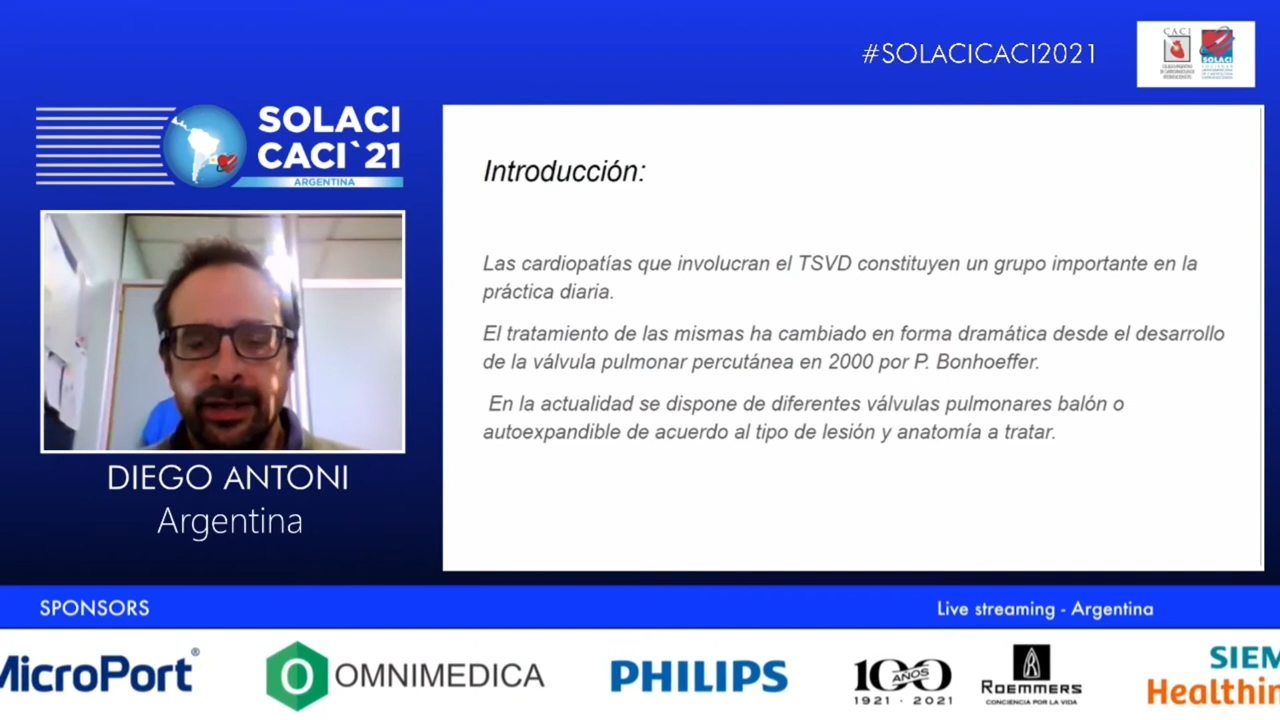 #SOLACICACI2021
CACI
SOLACI
SOLACI
CACI`21
ARGENTINA
Introducción:
Las cardiopatías que involucran el TSVD constituyen un grupo importante en la
práctica diaria.
El tratamiento de las mismas ha cambiado en forma dramática desde el desarrollo
de la válvula pulmonar percutánea en 2000 por P. Bonhoeffer.
En la actualidad se dispone de diferentes válvulas pulmonares balón o
autoexpandible de acuerdo al tipo de lesión y anatomía a tratar.
DIEGO ANTONI
Argentina
SPONSORS
Live streaming - Argentina
MicroPort®
OMNIMEDICA
PHILIPS
100
AÑOS
1921 · 2021
R
ROEMMERS
CONCIENCIA POR LA VIDA
SIEM
Healthin